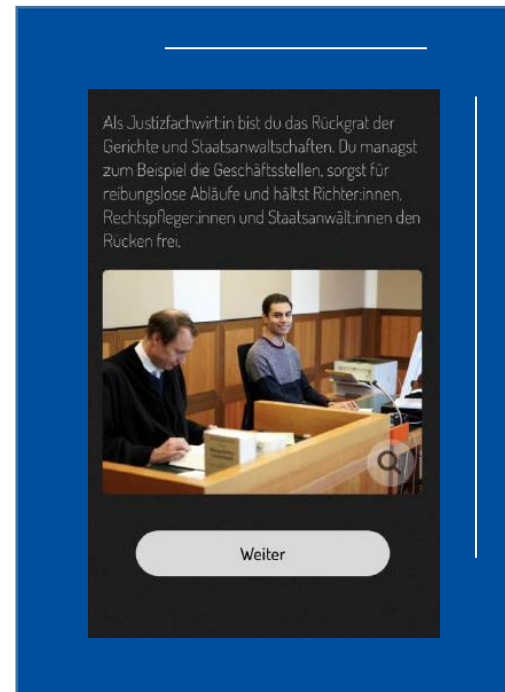 Als Justizfachwirt:in bist du das Rückgrat der
Gerichte und Staatsanwaltschaften. Du managst
zum Beispiel die Geschäftsstellen, sorgst für
reibungslose Abläufe und hältst Richter:innen,
Rechtspfleger:innen und Staatsanwält:innen den
Rücken frei.
Weiter